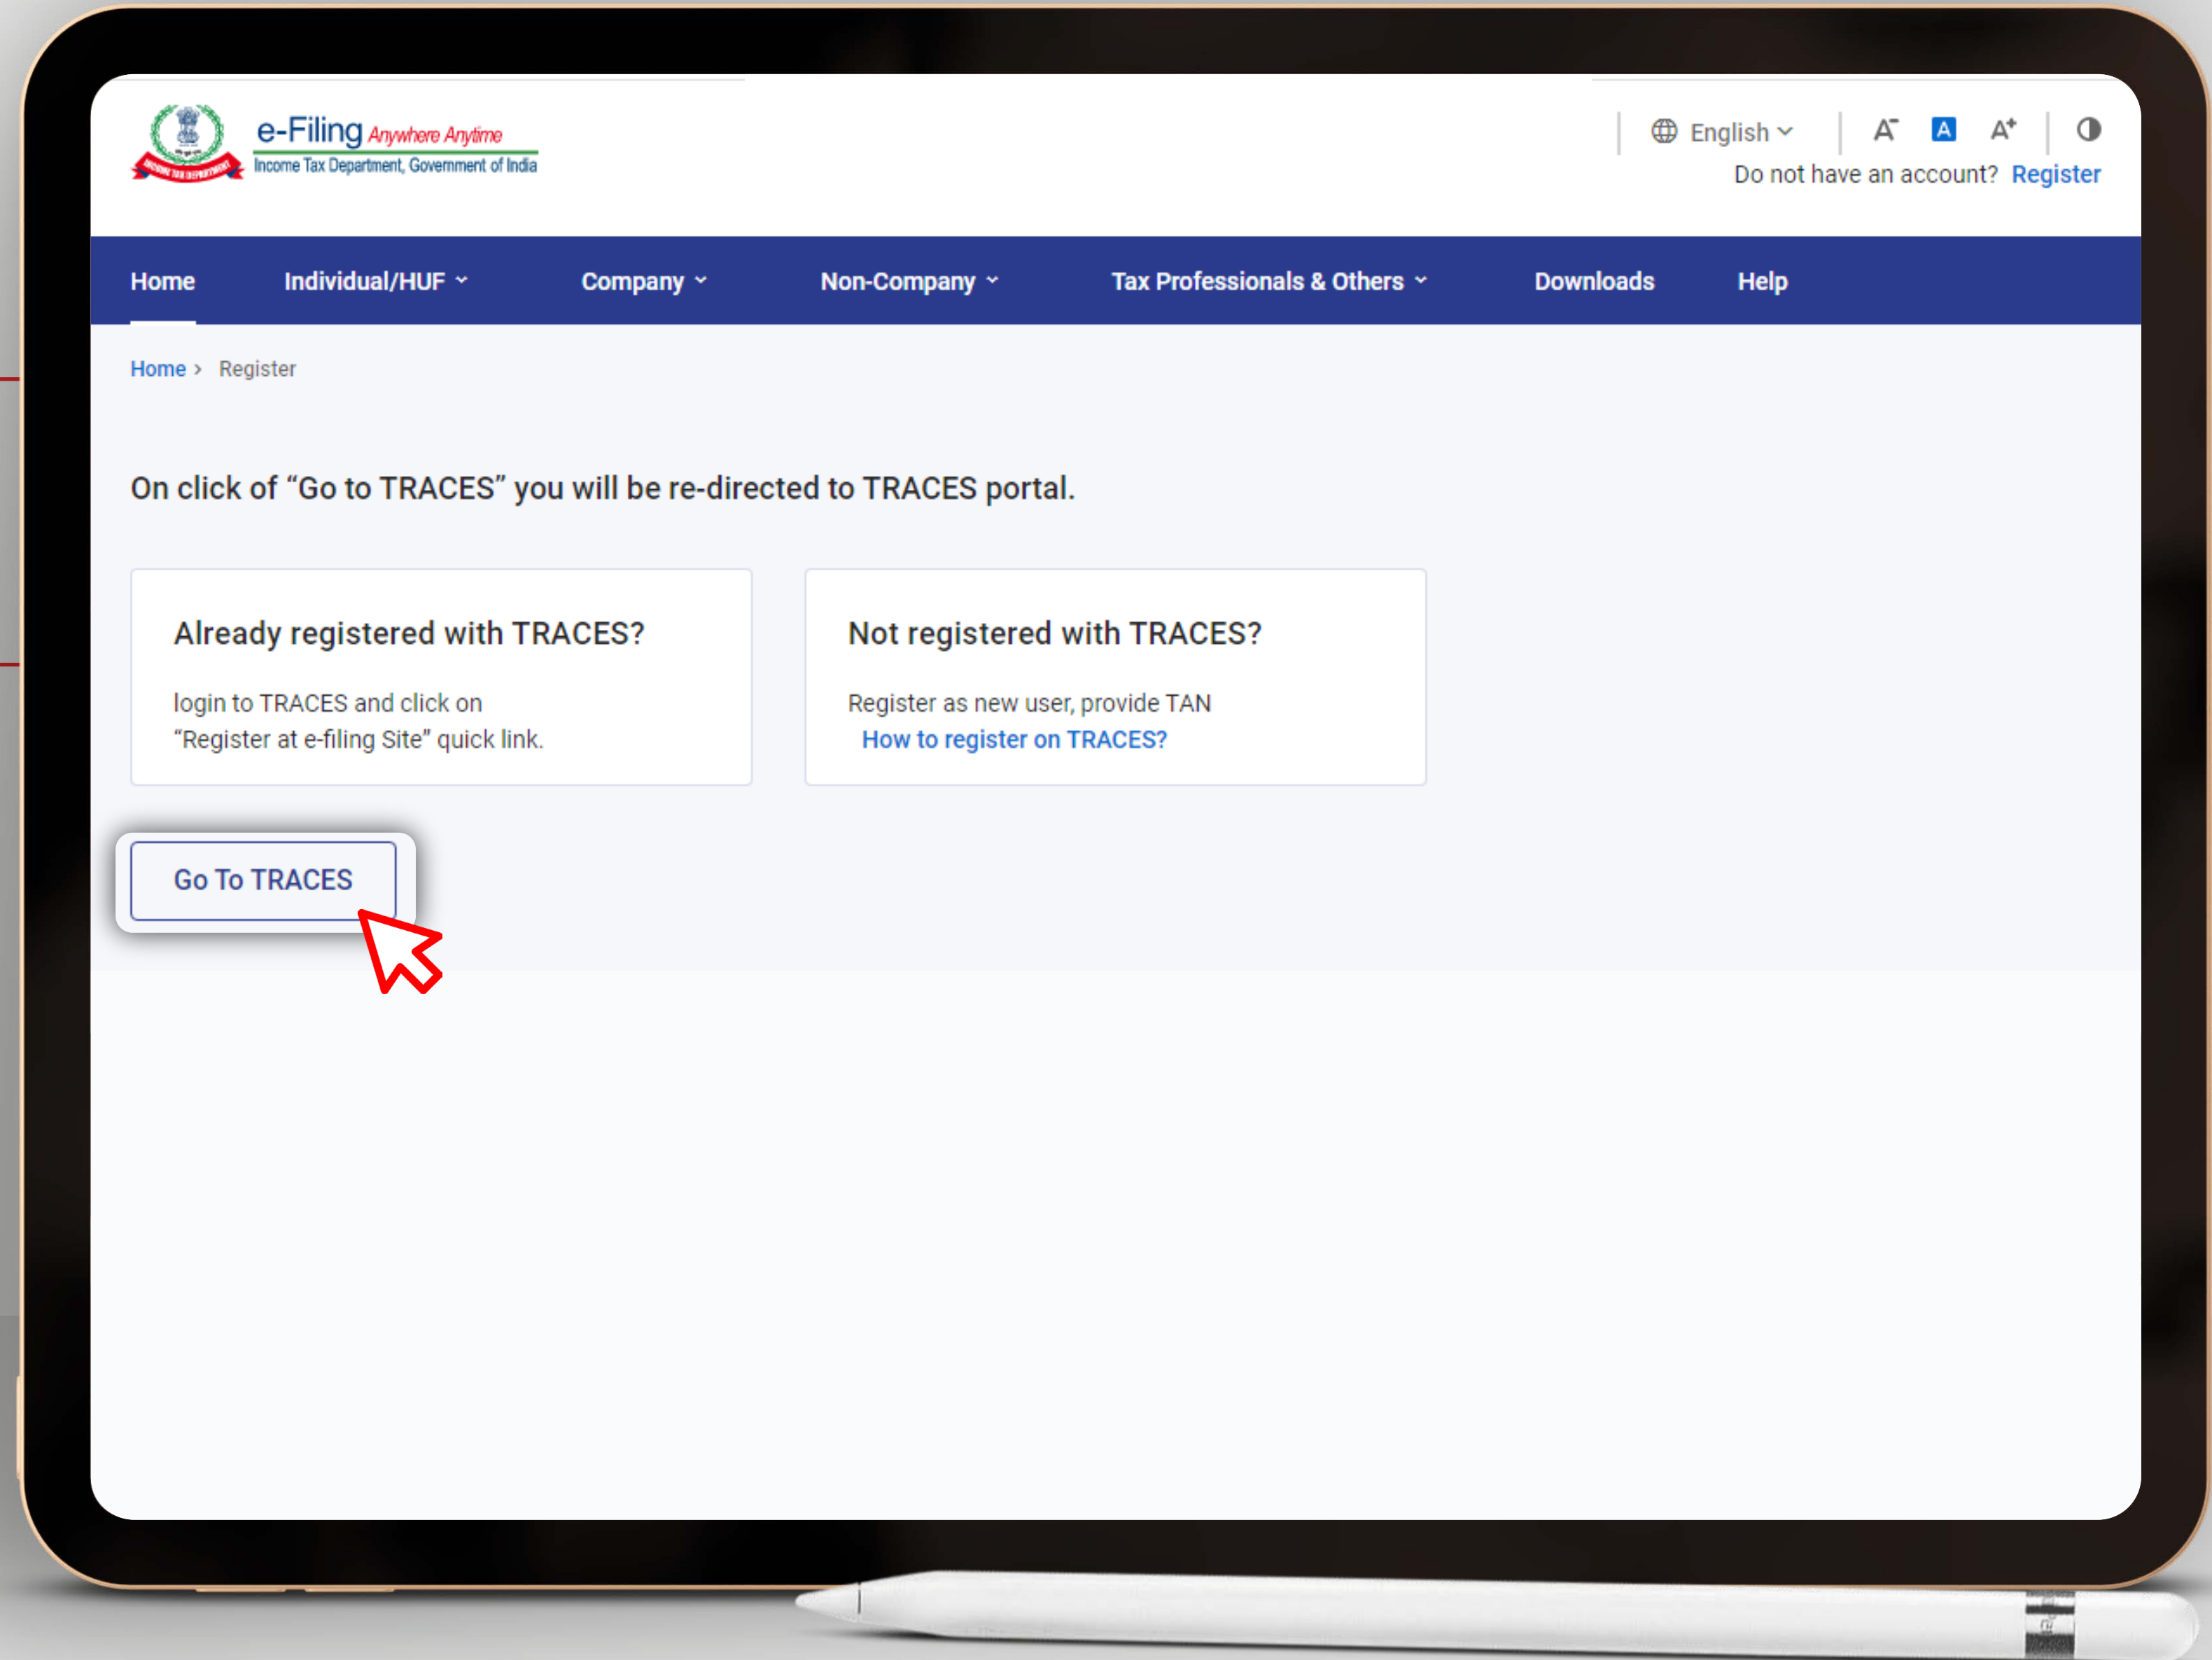 e-Filing Anywhere Anytime
Income Tax Department, Government of India
INCOME TAX DEPARTMENT
English
A⁻ A A⁺
Do not have an account? Register
Home Individual/HUF Company Non-Company Tax Professionals & Others Downloads Help
Home > Register
On click of “Go to TRACES” you will be re-directed to TRACES portal.
Already registered with TRACES?
login to TRACES and click on
“Register at e-filing Site” quick link.
Not registered with TRACES?
Register as new user, provide TAN
How to register on TRACES?
Go To TRACES